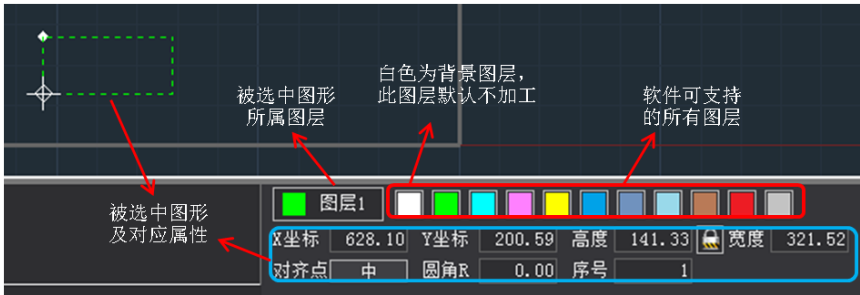 白色为背景图层，
此图层默认不加工
被选中图形
所属图层
软件可支持
的所有图层
被选中图形
及对应属性
图层1
X坐标 628.10 Y坐标 200.59 高度 141.33 宽度 321.52
对齐点 中 圆角R 0.00 序号 1